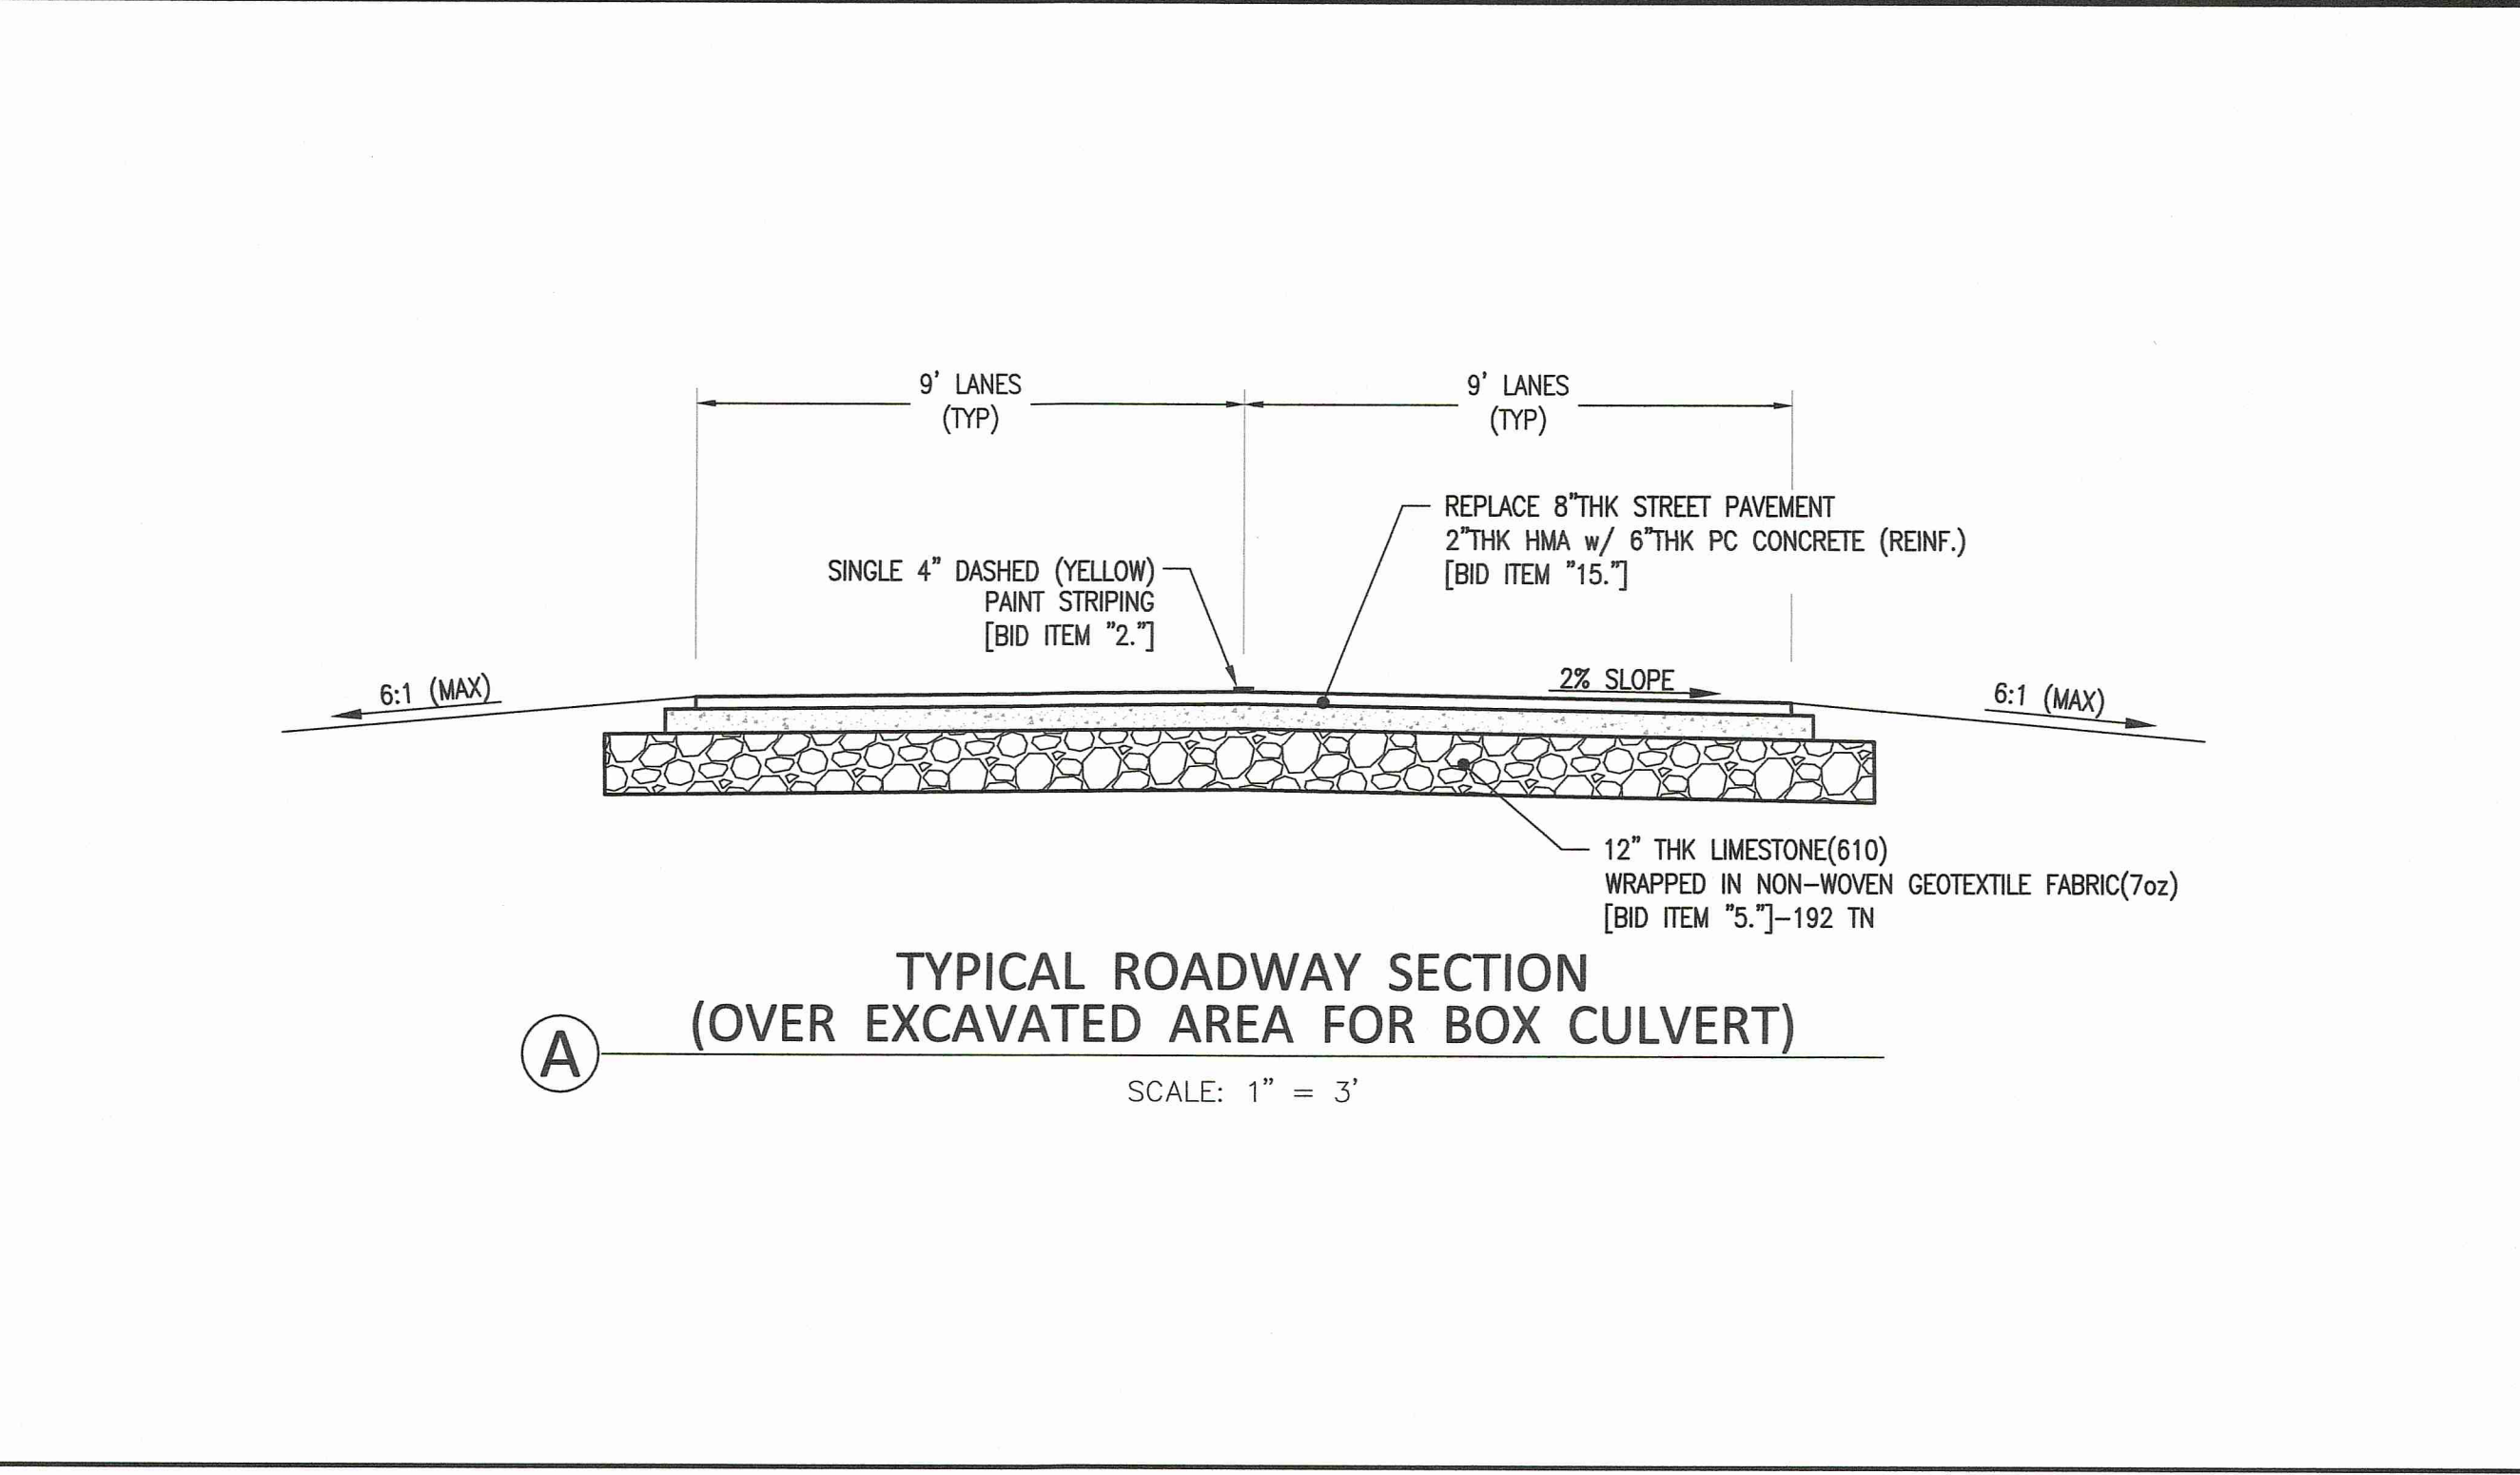 9' LANES
(TYP)
9' LANES
(TYP)
REPLACE 8"THK STREET PAVEMENT
2"THK HMA w/ 6"THK PC CONCRETE (REINF.)
[BID ITEM "15."]
SINGLE 4" DASHED (YELLOW)
PAINT STRIPING
[BID ITEM "2."]
6:1 (MAX)
2% SLOPE
6:1 (MAX)
12" THK LIMESTONE(610)
WRAPPED IN NON-WOVEN GEOTEXTILE FABRIC(7oz)
[BID ITEM "5."]-192 TN
TYPICAL ROADWAY SECTION
(OVER EXCAVATED AREA FOR BOX CULVERT)
A
SCALE: 1" = 3'